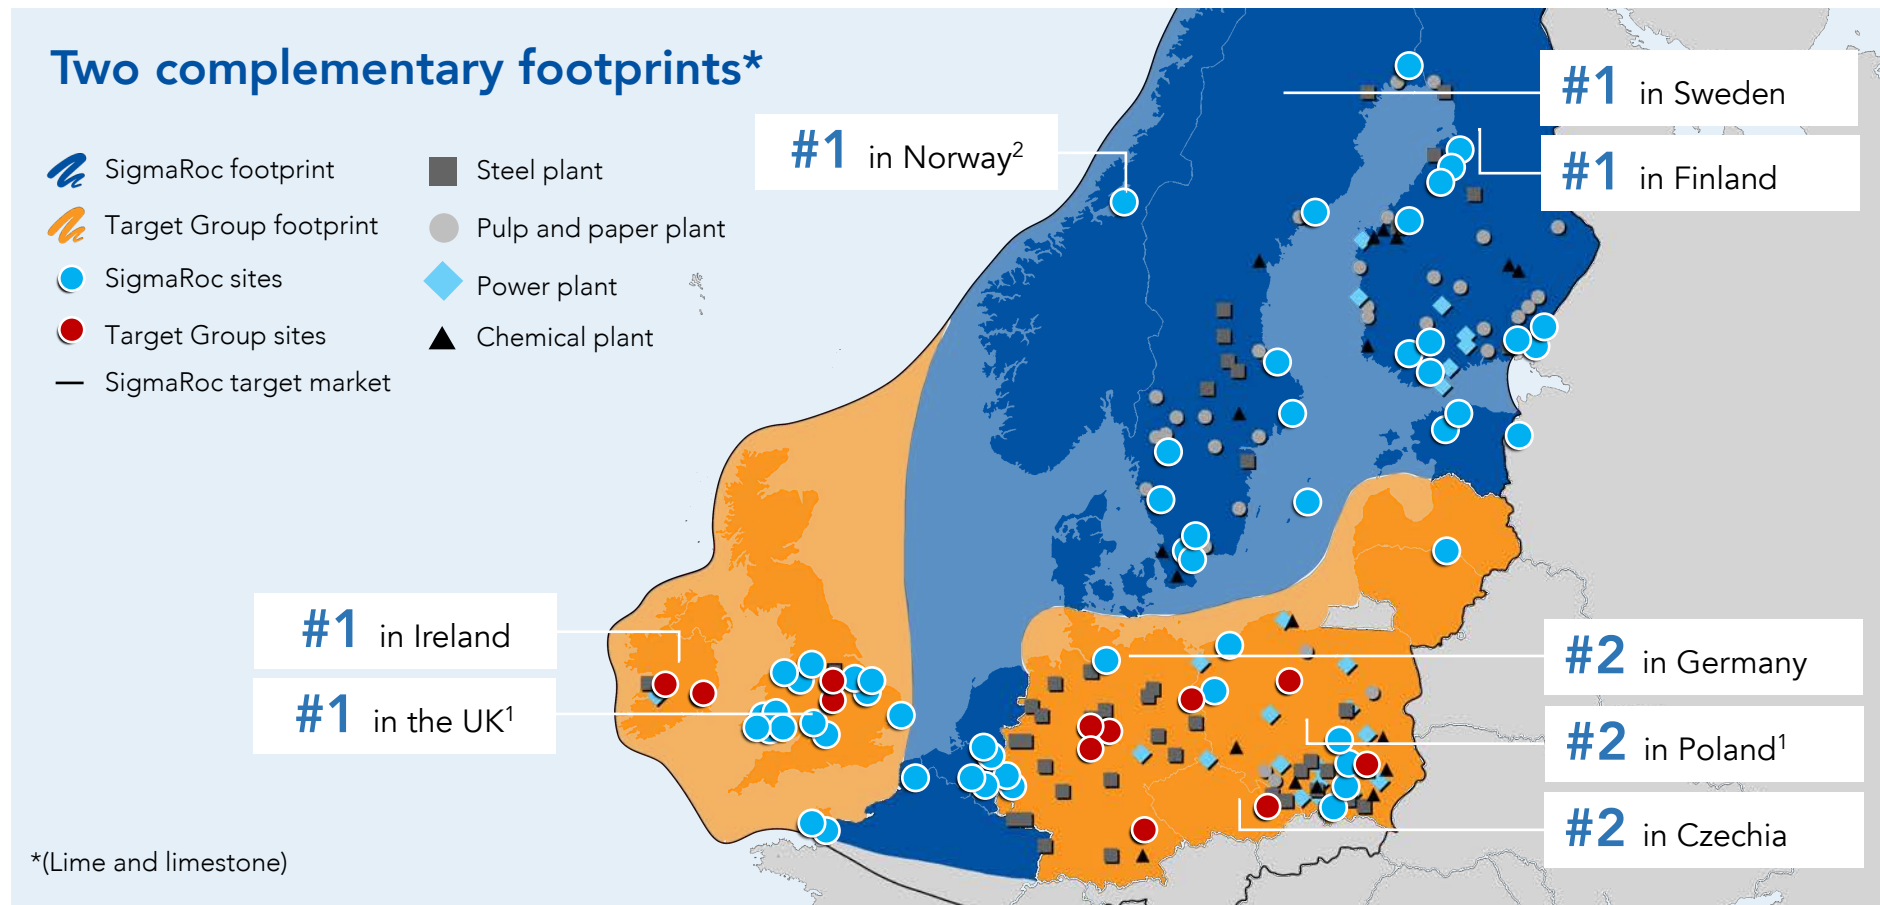 Two complementary footprints*
SigmaRoc footprint
Target Group footprint
SigmaRoc sites
Target Group sites
SigmaRoc target market
Steel plant
Pulp and paper plant
Power plant
Chemical plant
#1 in Norway²
#1 in Sweden
#1 in Finland
#1 in Ireland
#1 in the UK¹
#2 in Germany
#2 in Poland¹
#2 in Czechia
*(Lime and limestone)